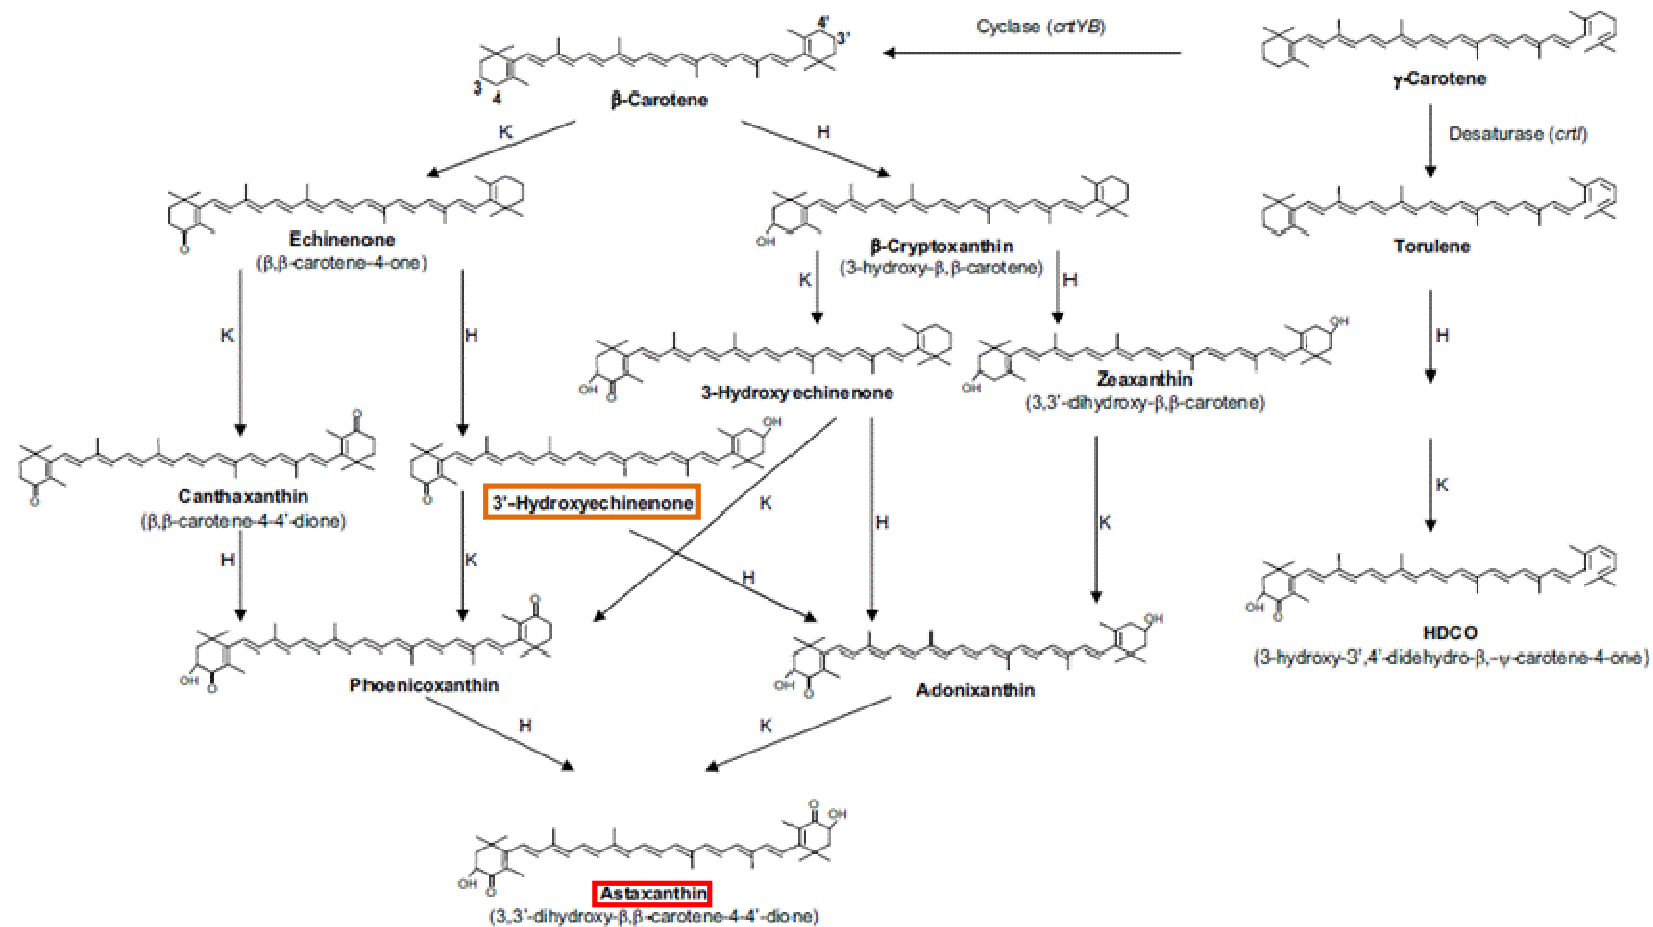 4'
3'
Cyclase (crtYB)
3
4
β-Carotene
γ-Carotene
K
H
Desaturase (crtI)
O
Echinenone
(β,β-carotene-4-one)
OH
β-Cryptoxanthin
(3-hydroxy-β,β-carotene)
Torulene
K
H
K
H
H
OH
OH
O
3-Hydroxyechinenone
OH
Zeaxanthin
(3,3'-dihydroxy-β,β-carotene)
O
OH
O
O
Canthaxanthin
(β,β-carotene-4-4'-dione)
3'-Hydroxyechinenone
K
H
K
K
H
K
H
O
OH
OH
O
Phoenicoxanthin
OH
O
Adonixanthin
OH
O
HDCO
(3-hydroxy-3',4'-didehydro-β,-ψ-carotene-4-one)
H
K
O
OH
OH
O
Astaxanthin
(3,,3'-dihydroxy-β,β-carotene-4-4'-dione)